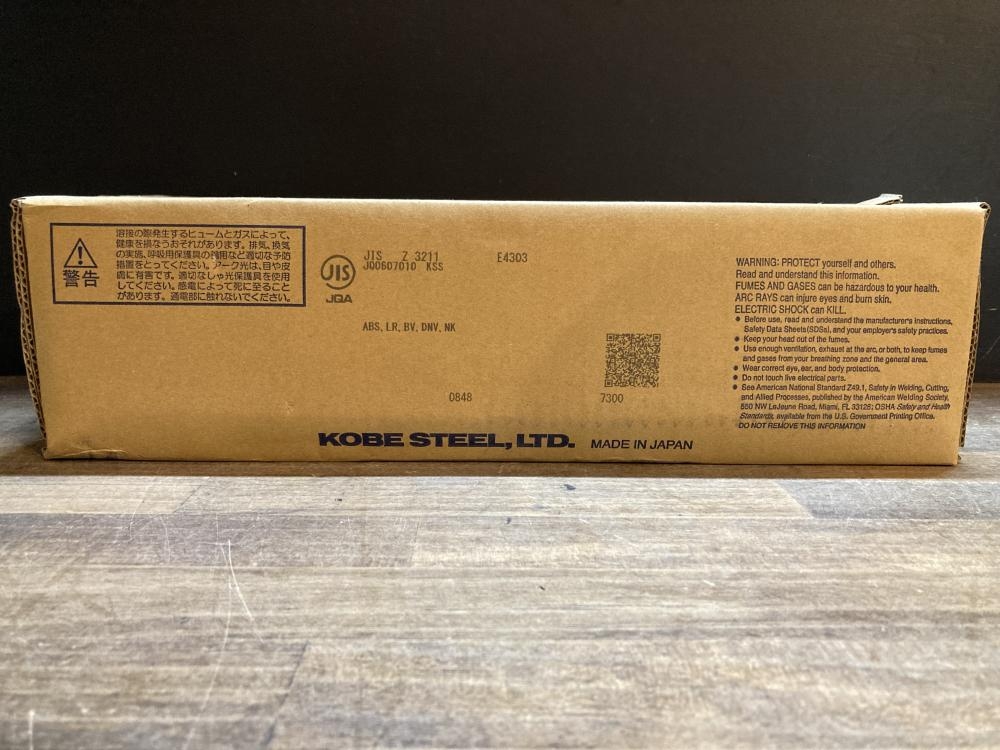 警告
溶接の際発生するヒュームとガスによって、
健康を損なうおそれがあります。排気、換気
の実施、呼吸用保護具の使用など適切な予防
措置をとってください。アーク光は、目や皮
膚に有害です。適切なしゃ光保護具を使用
してください。感電によって死に至ること
があります。通電部に触れないでください。
JIS
JQA
JIS Z 3211 E4303
JQ0607010 KSS
ABS, LR, BV, DNV, NK
0848
7300
KOBE STEEL, LTD. MADE IN JAPAN
WARNING: PROTECT yourself and others.
Read and understand this information.
FUMES AND GASES can be hazardous to your health.
ARC RAYS can injure eyes and burn skin.
ELECTRIC SHOCK can KILL.
● Before use, read and understand the manufacturer's instructions,
Safety Data Sheets(SDSs), and your employer's safety practices.
● Keep your head out of the fumes.
● Use enough ventilation, exhaust at the arc, or both, to keep fumes
and gases from your breathing zone and the general area.
● Wear correct eye, ear, and body protection.
● Do not touch live electrical parts.
● See American National Standard Z49.1, Safety in Welding, Cutting,
and Allied Processes, published by the American Welding Society,
550 NW LeJeune Road, Miami, FL 33126; OSHA Safety and Health
Standards, available from the U.S. Government Printing Office.
DO NOT REMOVE THIS INFORMATION